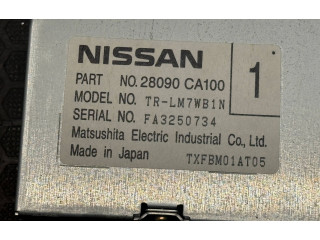 NISSAN
PART NO. 28090 CA100
1
MODEL NO. TR-LM7WB1N
SERIAL NO. FA3250734
Matsushita Electric Industrial Co., Ltd.
Made in Japan TXFBM01AT05